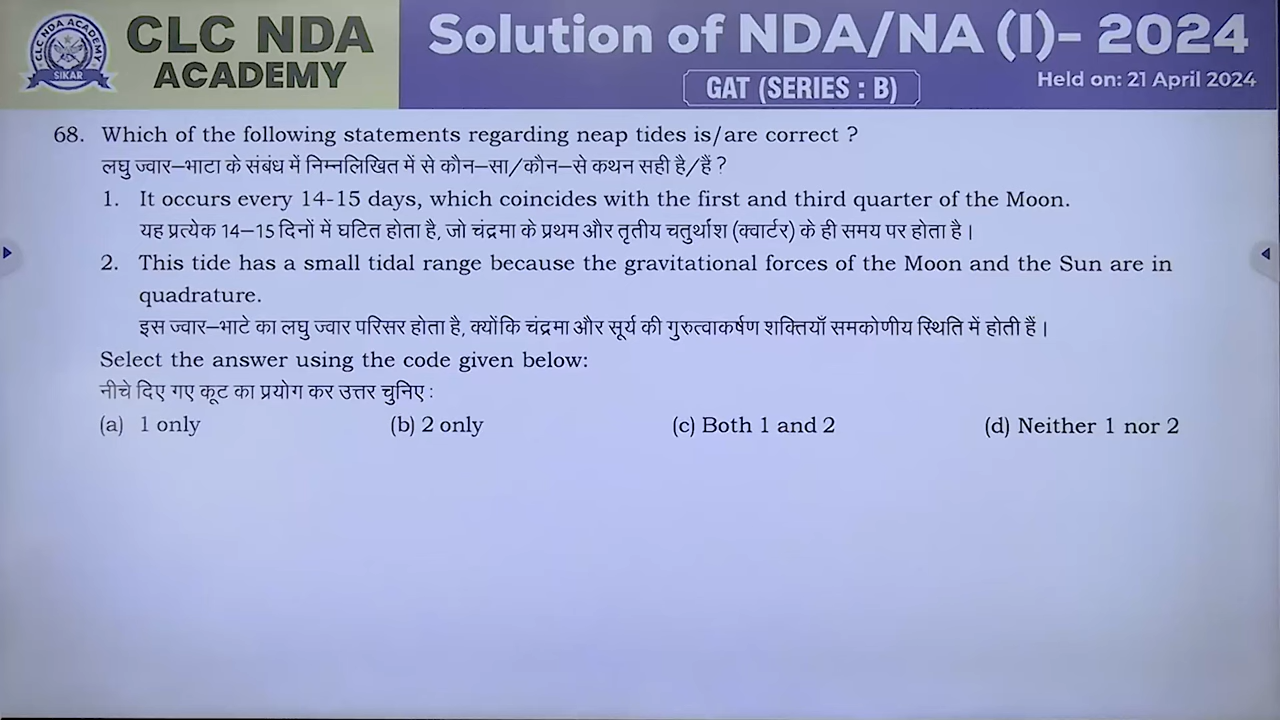 CLC NDA ACADEMY
SIKAR
CLC NDA
ACADEMY
Solution of NDA/NA (I)- 2024
GAT (SERIES : B)
Held on: 21 April 2024
68. Which of the following statements regarding neap tides is/are correct ?
लघु ज्वार–भाटा के संबंध में निम्नलिखित में से कौन–सा/कौन–से कथन सही है/हैं ?
1. It occurs every 14-15 days, which coincides with the first and third quarter of the Moon.
यह प्रत्येक 14–15 दिनों में घटित होता है, जो चंद्रमा के प्रथम और तृतीय चतुर्थांश (क्वार्टर) के ही समय पर होता है।
2. This tide has a small tidal range because the gravitational forces of the Moon and the Sun are in
quadrature.
इस ज्वार–भाटे का लघु ज्वार परिसर होता है, क्योंकि चंद्रमा और सूर्य की गुरुत्वाकर्षण शक्तियाँ समकोणीय स्थिति में होती हैं।
Select the answer using the code given below:
नीचे दिए गए कूट का प्रयोग कर उत्तर चुनिए :
(a) 1 only (b) 2 only (c) Both 1 and 2 (d) Neither 1 nor 2